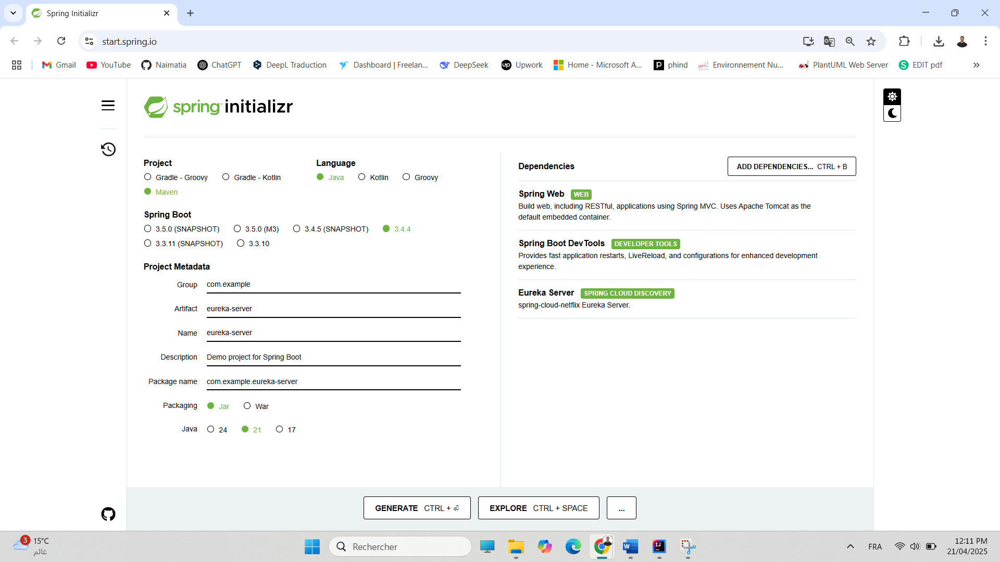 Spring Initializr
start.spring.io
Gmail YouTube Naimatia ChatGPT DeepL Traduction Dashboard | Freelan... DeepSeek Upwork Home - Microsoft A... phind Environnement Nu... PlantUML Web Server EDIT pdf
spring initializr
Project
Gradle - Groovy Gradle - Kotlin
Maven
Language
Java Kotlin Groovy
Spring Boot
3.5.0 (SNAPSHOT) 3.5.0 (M3) 3.4.5 (SNAPSHOT) 3.4.4
3.3.11 (SNAPSHOT) 3.3.10
Project Metadata
Group com.example
Artifact eureka-server
Name eureka-server
Description Demo project for Spring Boot
Package name com.example.eureka-server
Packaging Jar War
Java 24 21 17
Dependencies
ADD DEPENDENCIES... CTRL + B
Spring Web WEB
Build web, including RESTful, applications using Spring MVC. Uses Apache Tomcat as the
default embedded container.
Spring Boot DevTools DEVELOPER TOOLS
Provides fast application restarts, LiveReload, and configurations for enhanced development
experience.
Eureka Server SPRING CLOUD DISCOVERY
spring-cloud-netflix Eureka Server.
GENERATE CTRL + ⏎ EXPLORE CTRL + SPACE ...
3 15°C
غائم
Rechercher
FRA
12:11 PM
21/04/2025